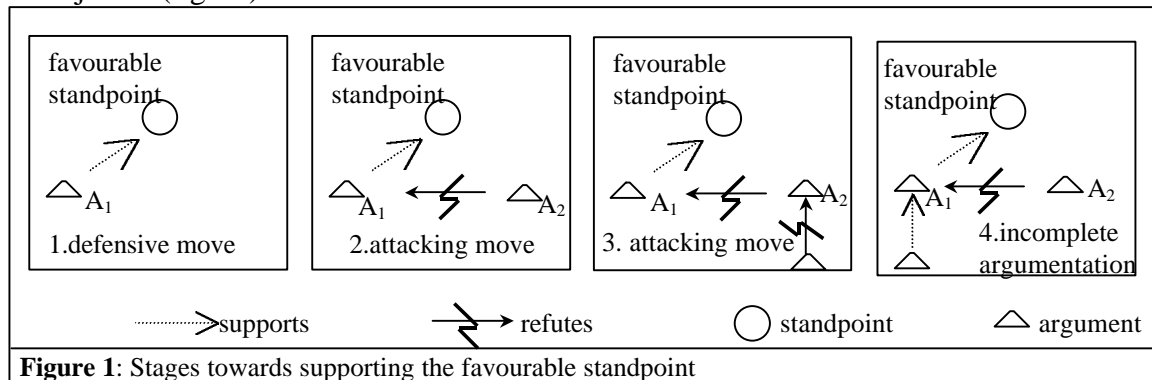 favourable
standpoint
A1
1.defensive move
favourable
standpoint
A1
A2
2.attacking move
favourable
standpoint
A1
A2
3. attacking move
favourable
standpoint
A1
A2
4.incomplete
argumentation
supports
refutes
standpoint
argument
Figure 1: Stages towards supporting the favourable standpoint